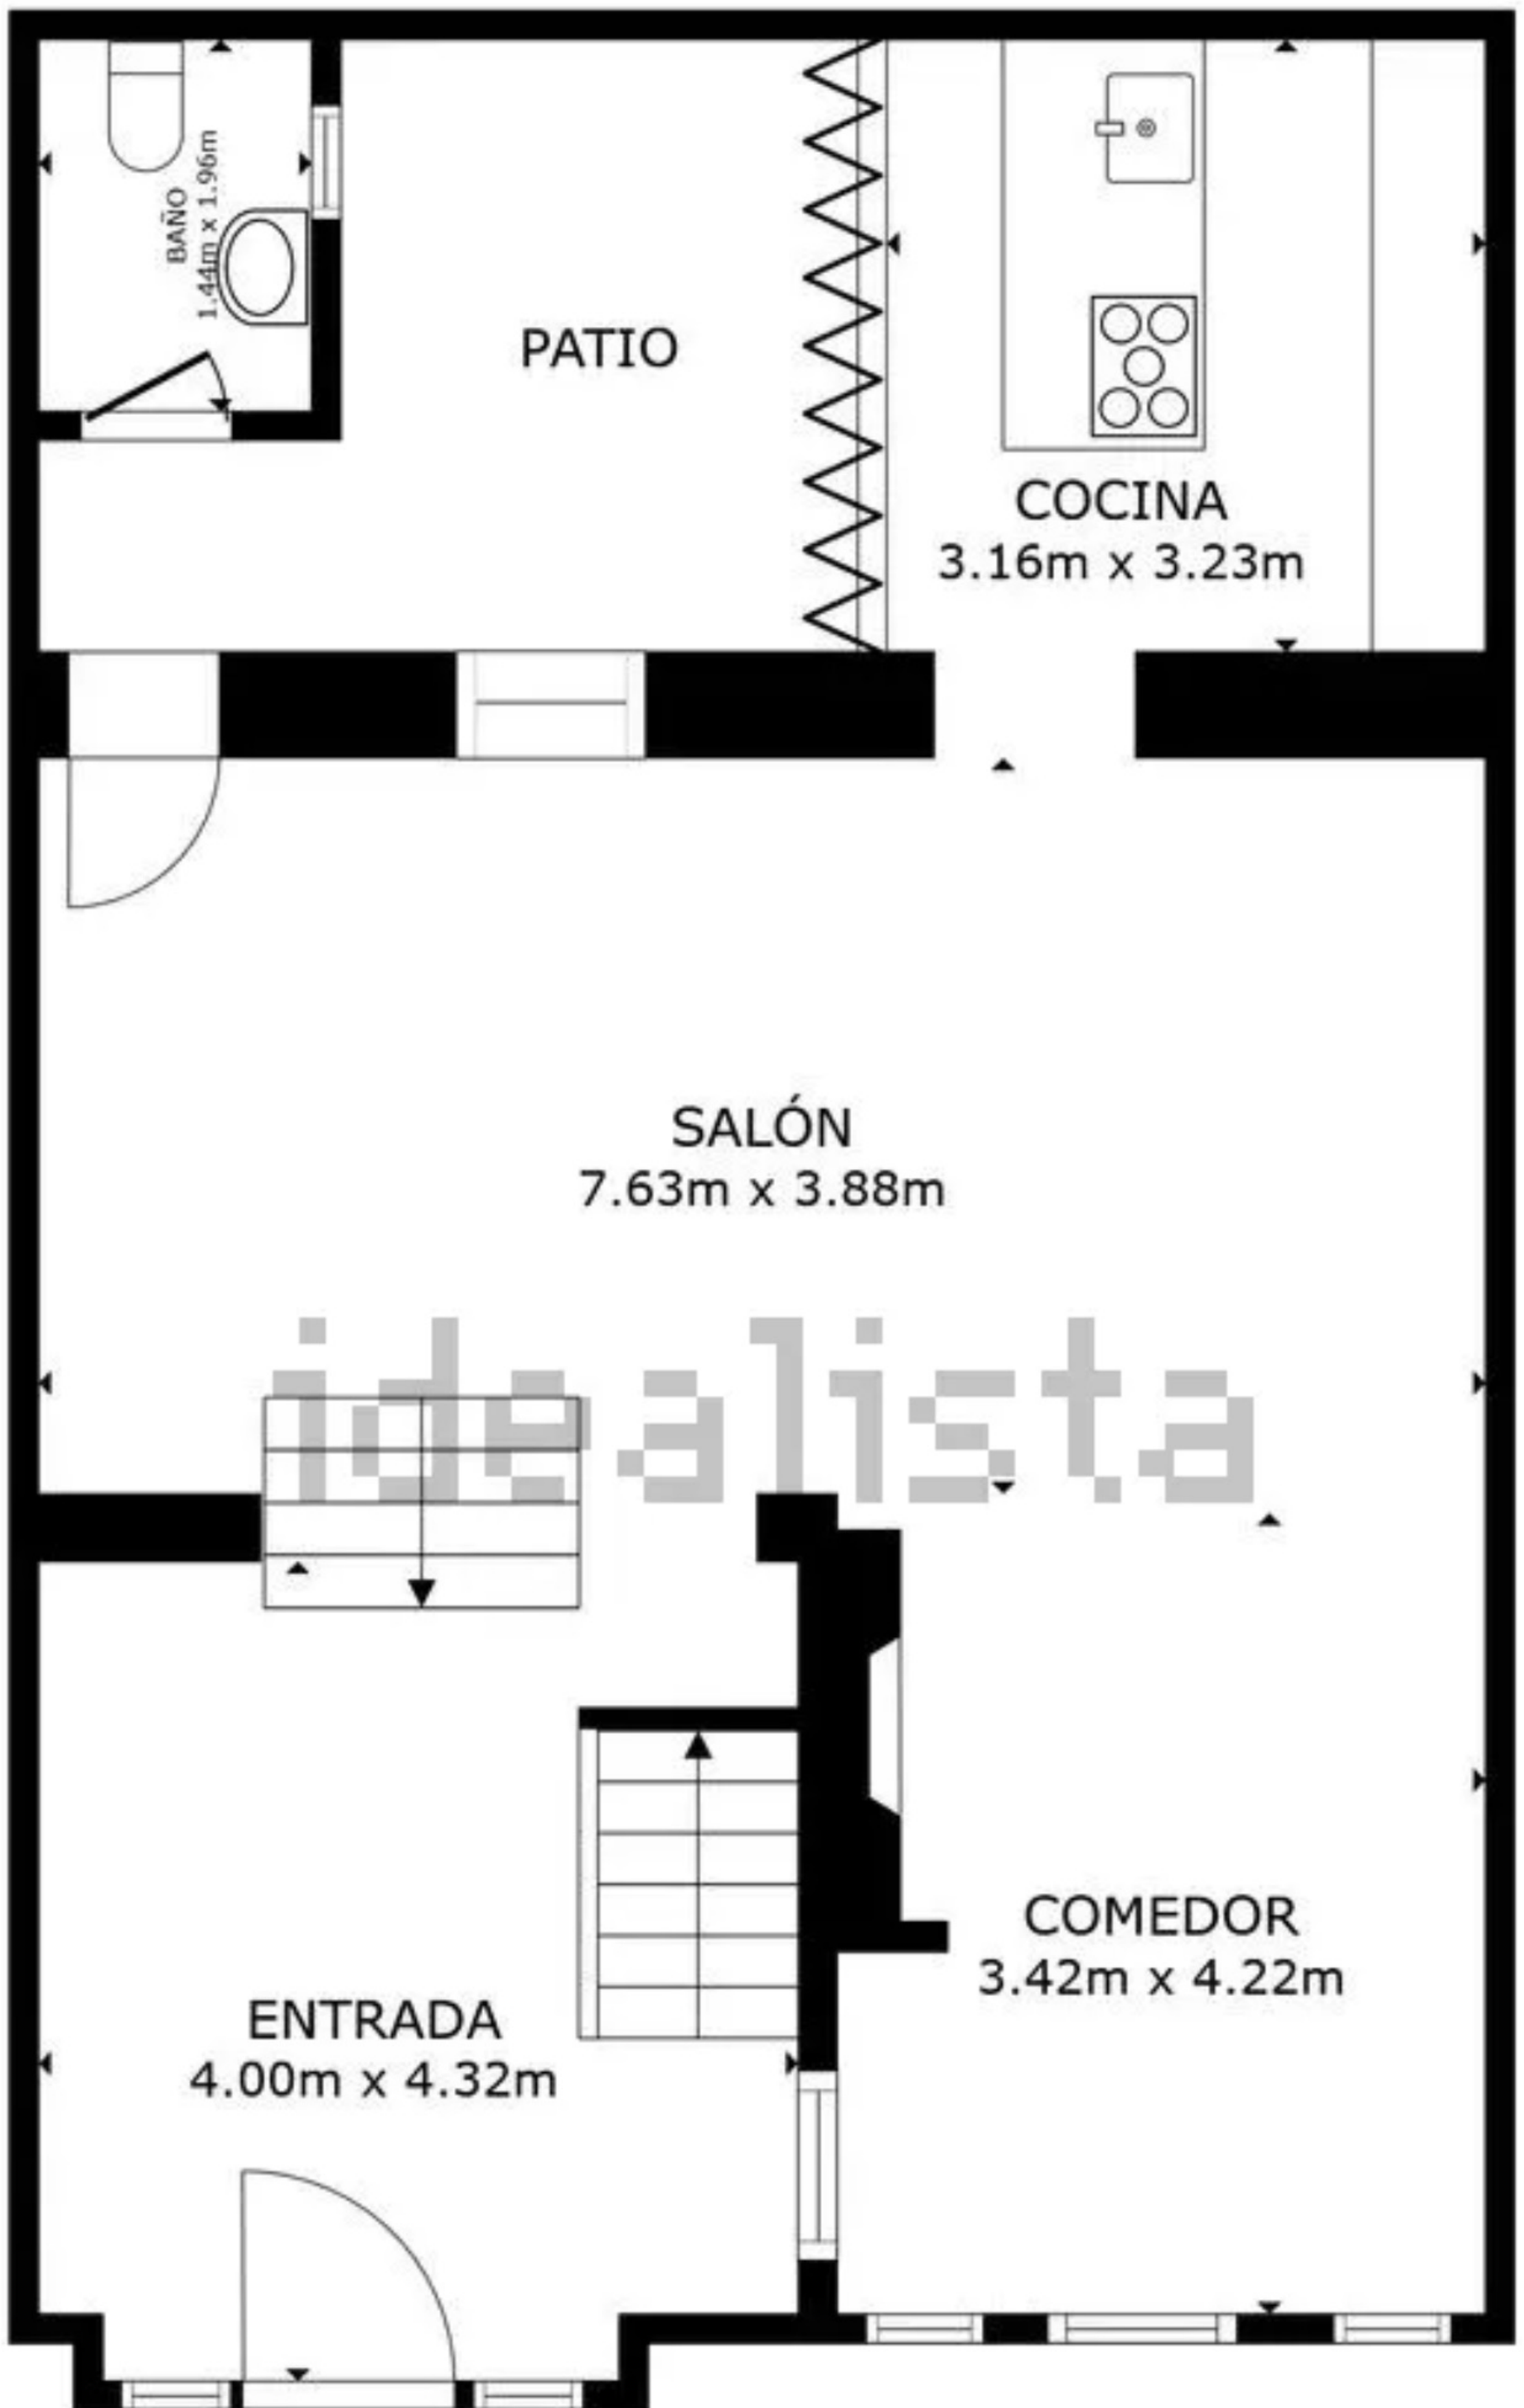 BAÑO
1.44m x 1.96m
PATIO
COCINA
3.16m x 3.23m
SALÓN
7.63m x 3.88m
idealista
COMEDOR
3.42m x 4.22m
ENTRADA
4.00m x 4.32m